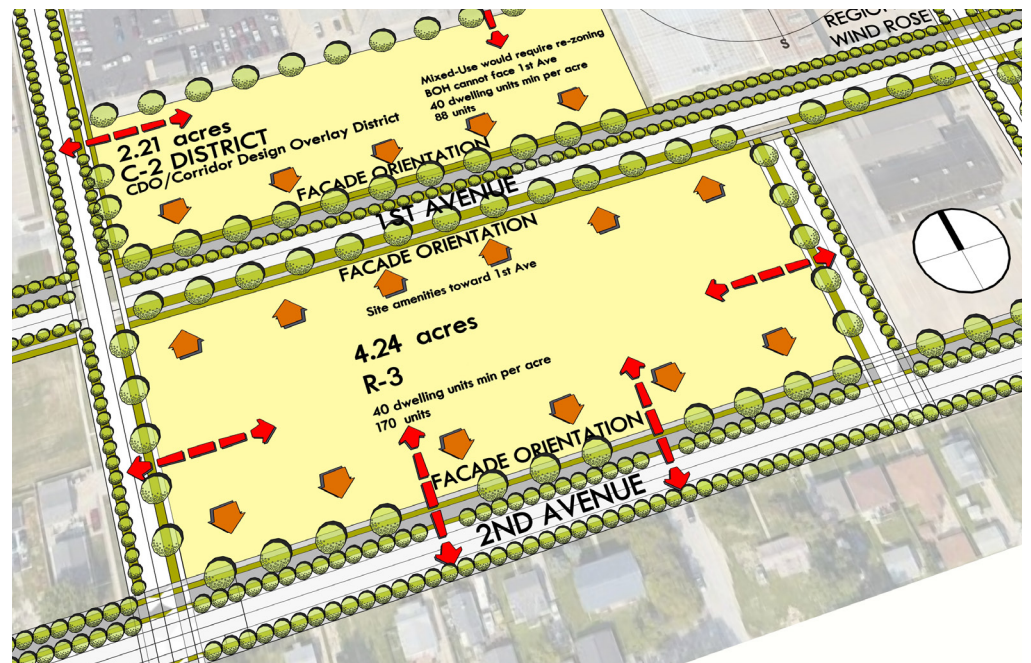 REGION
WIND ROSE
S
Mixed-Use would require re-zoning
BOH cannot face 1st Ave
40 dwelling units min per acre
88 units
2.21 acres
C-2 DISTRICT
CDO/Corridor Design Overlay District
FACADE ORIENTATION
1ST AVENUE
FACADE ORIENTATION
Site amenities toward 1st Ave
4.24 acres
R-3
40 dwelling units min per acre
170 units
FACADE ORIENTATION
2ND AVENUE